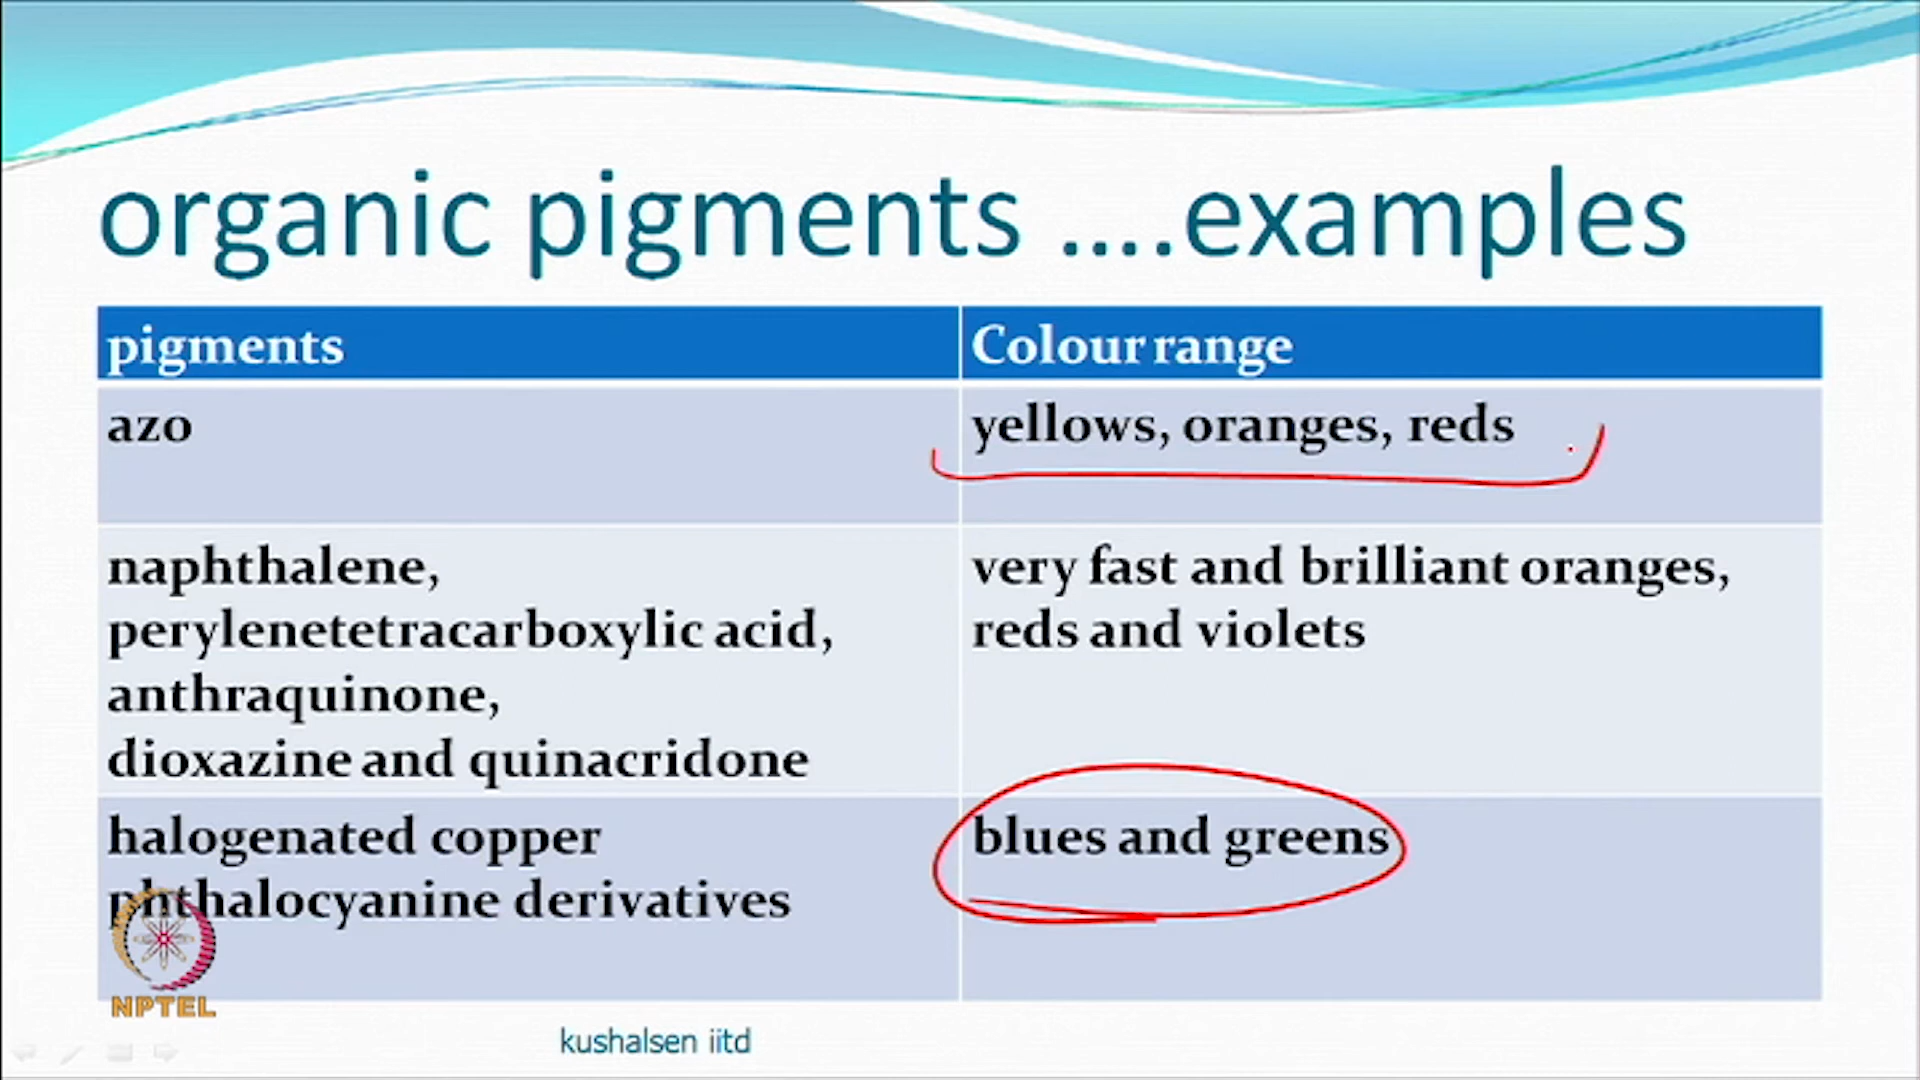 organic pigments ....examples
pigments
Colour range
azo
yellows, oranges, reds
naphthalene,
perylenetetracarboxylic acid,
anthraquinone,
dioxazine and quinacridone
very fast and brilliant oranges,
reds and violets
halogenated copper
phthalocyanine derivatives
blues and greens
NPTEL
kushalsen iitd